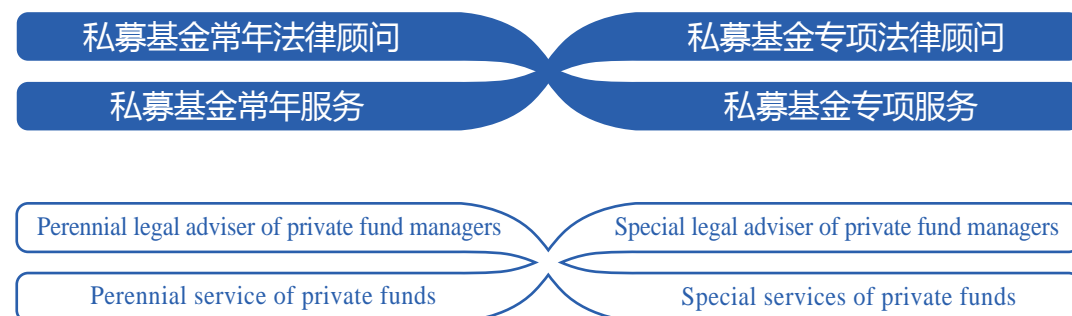 私募基金常年法律顾问
私募基金专项法律顾问
私募基金常年服务
私募基金专项服务
Perennial legal adviser of private fund managers
Special legal adviser of private fund managers
Perennial service of private funds
Special services of private funds